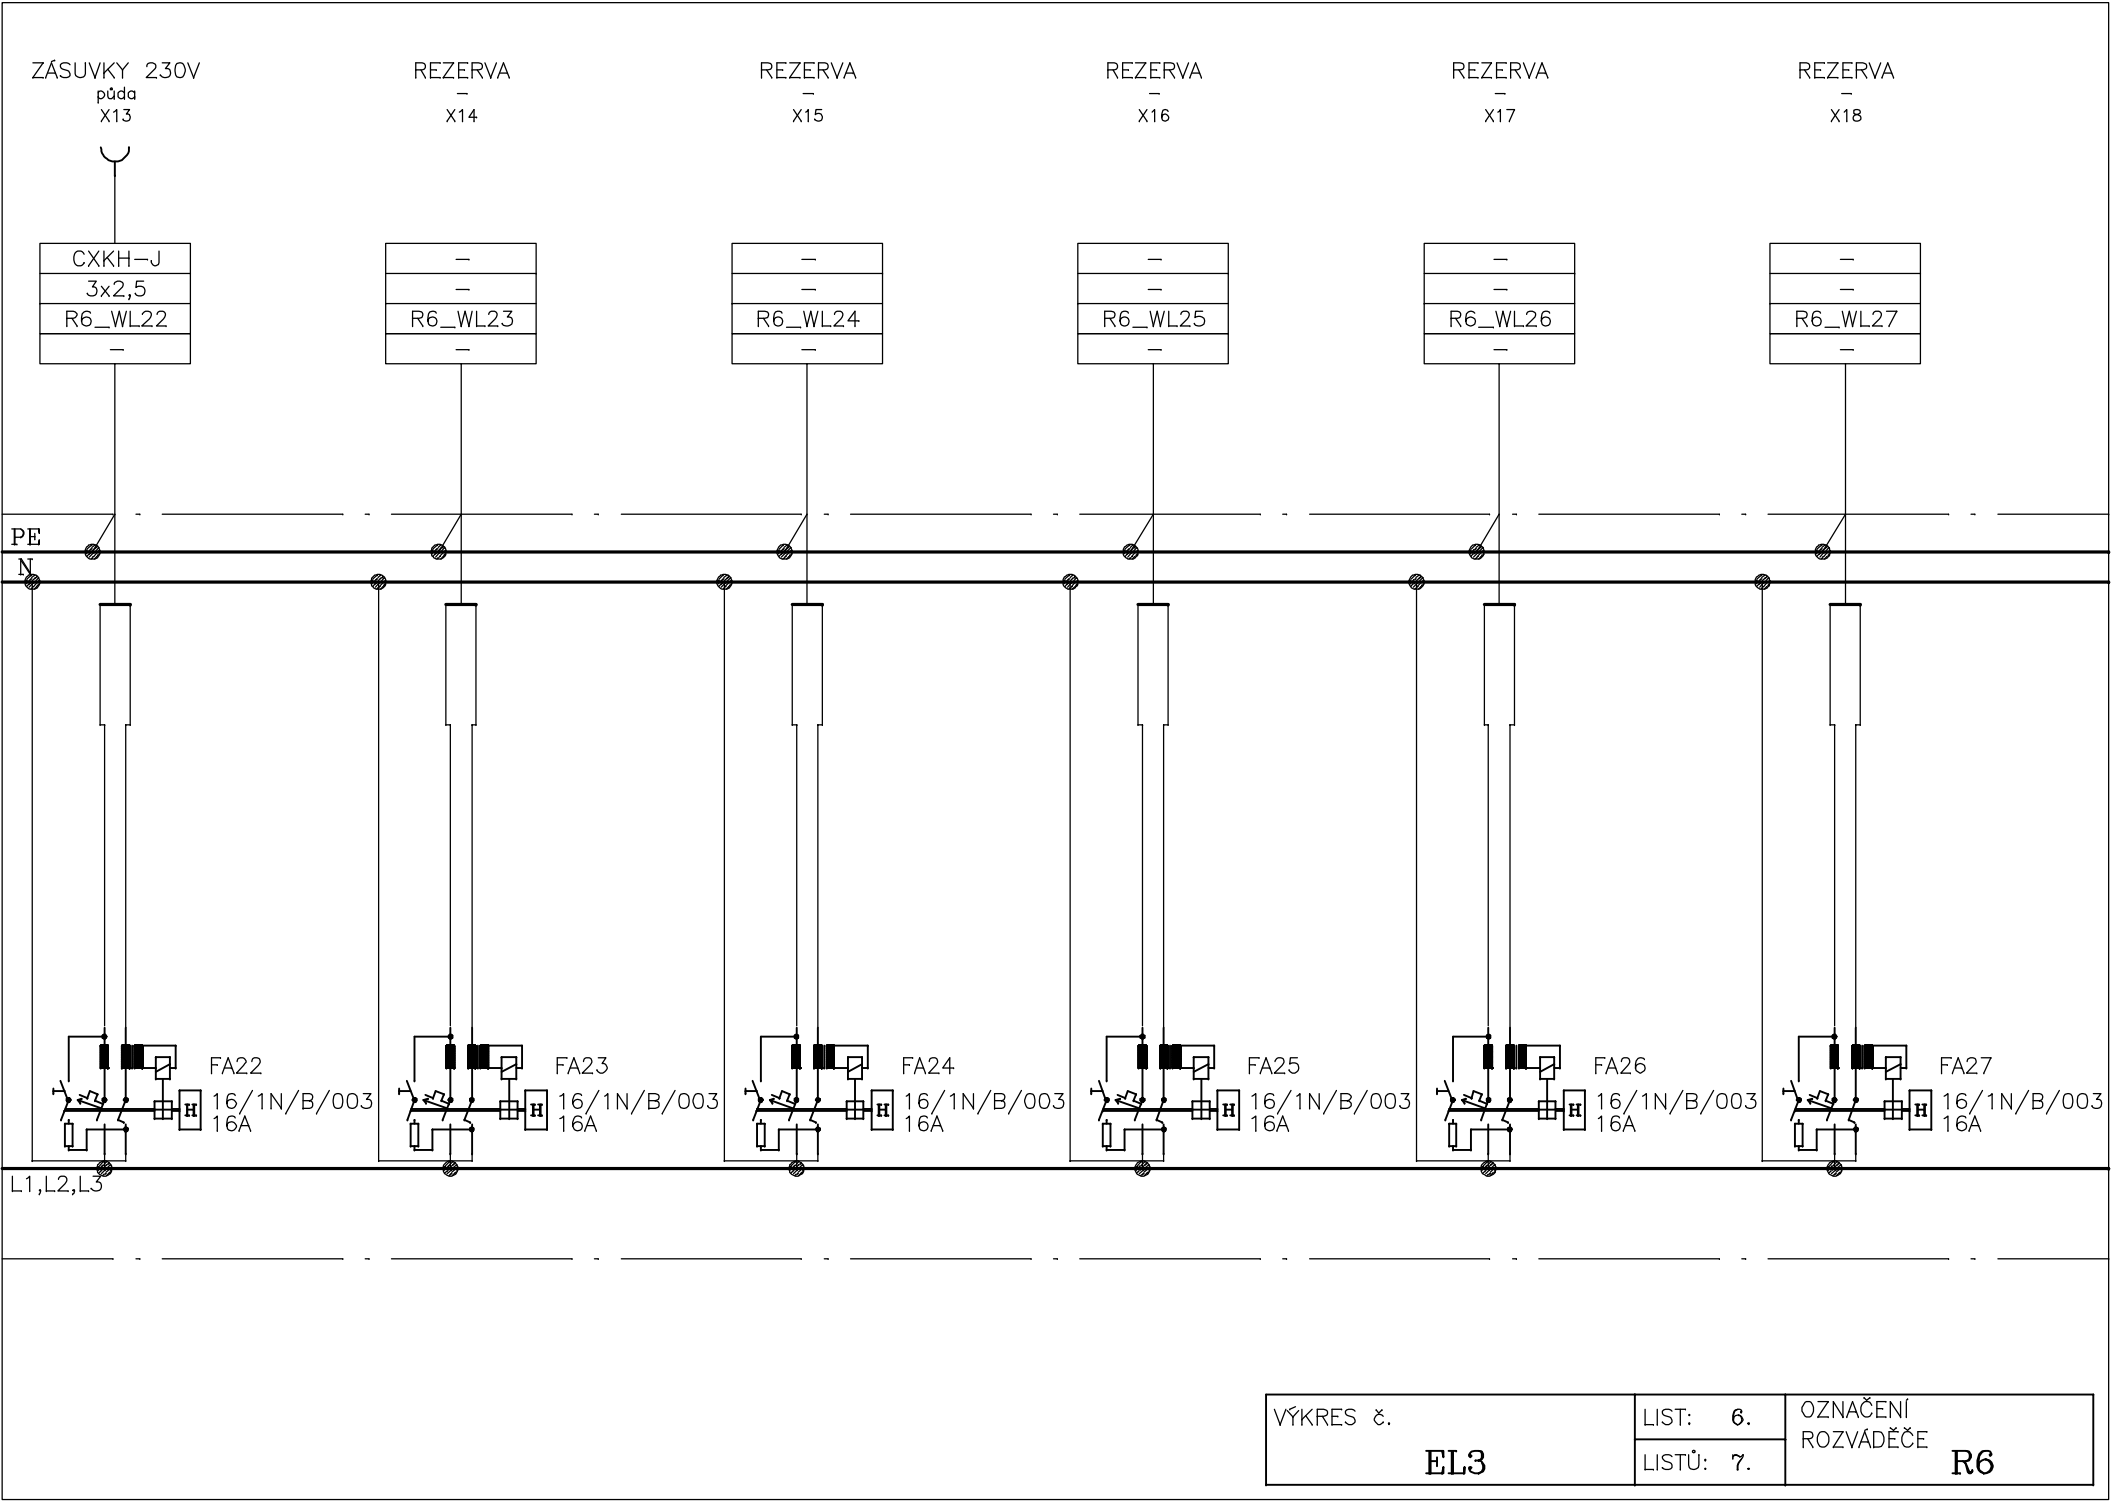 ZÁSUVKY 230V
půda
X13
REZERVA
–
X14
REZERVA
–
X15
REZERVA
–
X16
REZERVA
–
X17
REZERVA
–
X18
CXKH–J
3x2,5
R6_WL22
–
–
–
R6_WL23
–
–
–
R6_WL24
–
–
–
R6_WL25
–
–
–
R6_WL26
–
–
–
R6_WL27
–
PE
N
FA22
16/1N/B/003
16A
H
FA23
16/1N/B/003
16A
H
FA24
16/1N/B/003
16A
H
FA25
16/1N/B/003
16A
H
FA26
16/1N/B/003
16A
H
FA27
16/1N/B/003
16A
H
L1,L2,L3
VÝKRES č.
EL3
LIST: 6.
LISTŮ: 7.
OZNAČENÍ
ROZVÁDĚČE
R6